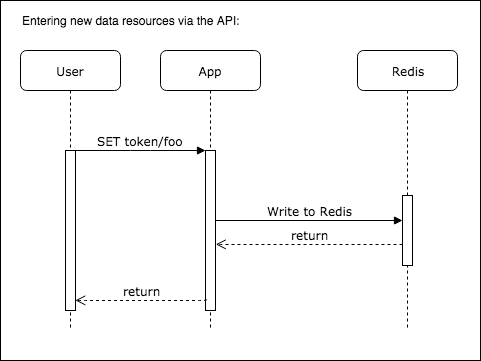 Entering new data resources via the API:
User
App
Redis
SET token/foo
Write to Redis
return
return